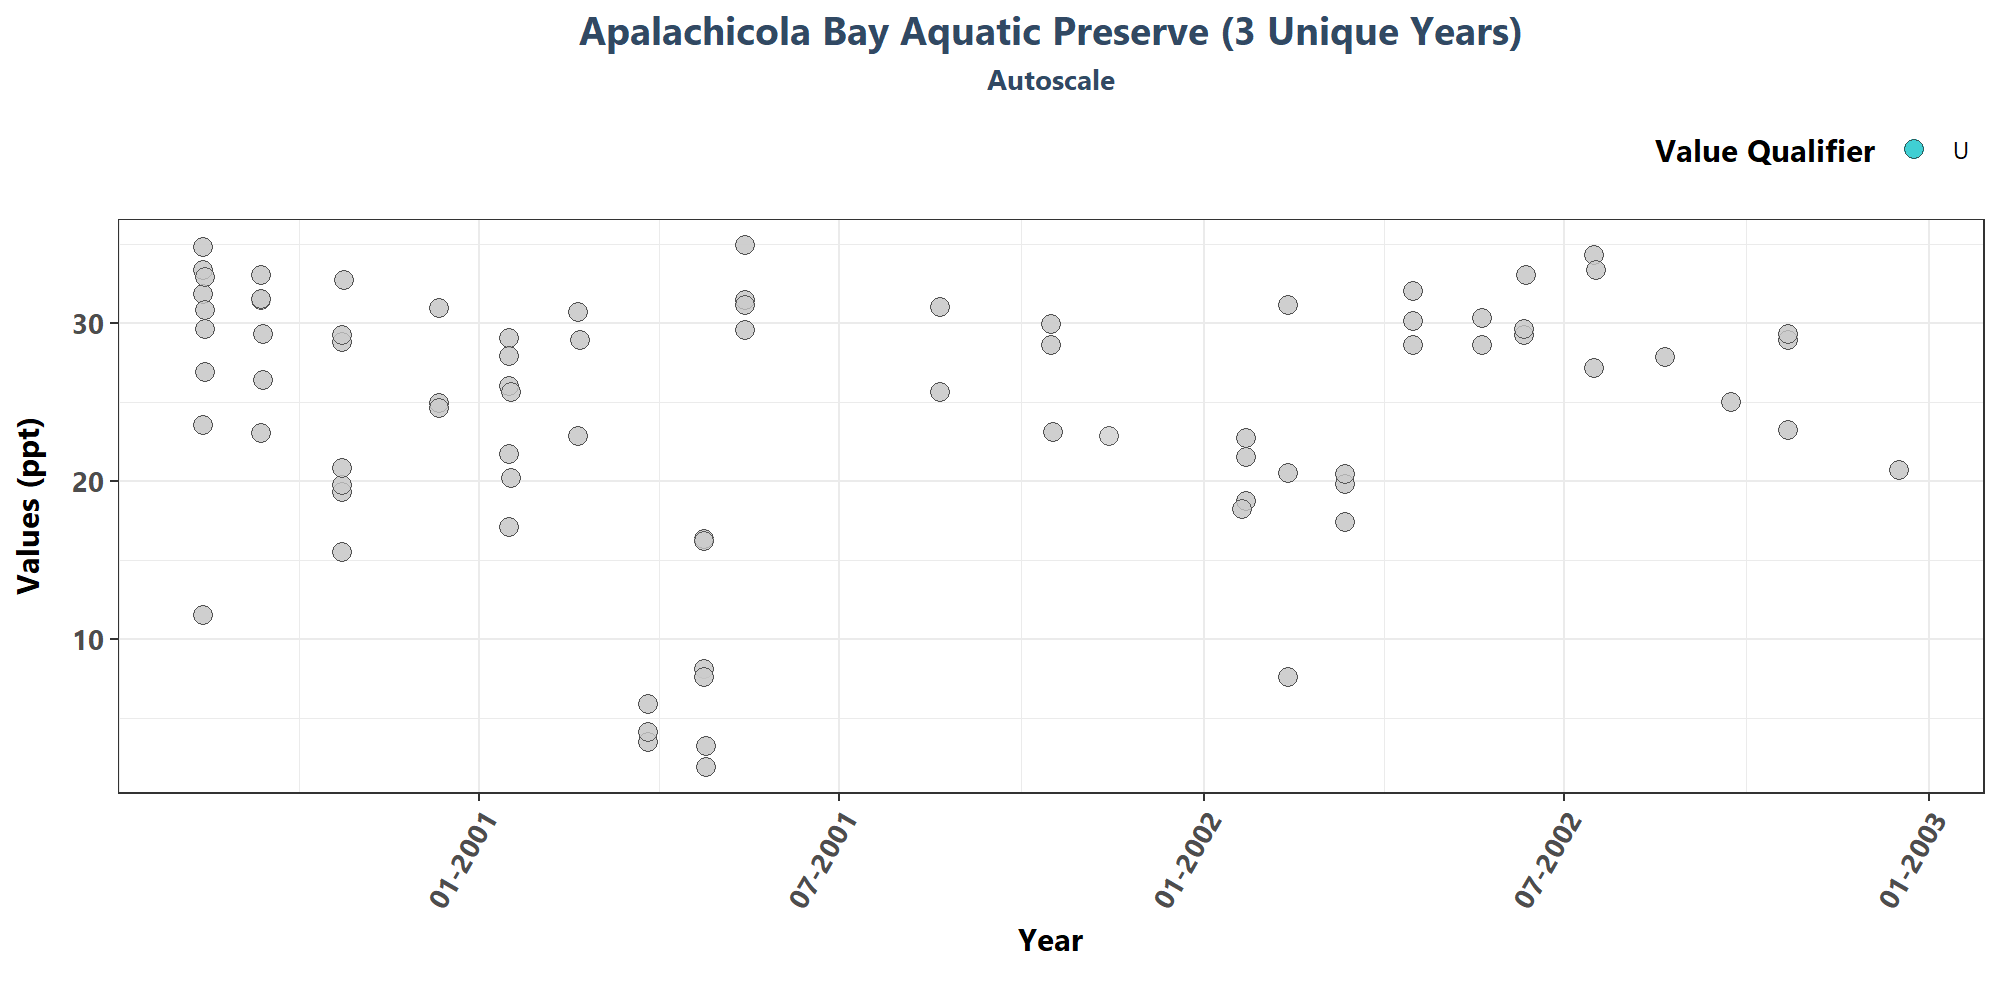 Apalachicola Bay Aquatic Preserve (3 Unique Years)
Autoscale
Value Qualifier U
Values (ppt)
30
20
10
01-2001
07-2001
01-2002
07-2002
01-2003
Year